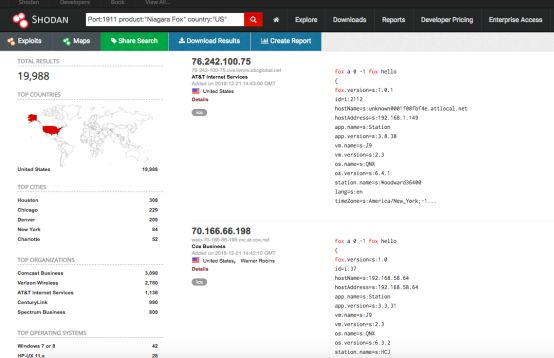 Shodan
Developers
Book
View All...
SHODAN
Port:1911 product:"Niagara Fox" country:"US"
Explore
Downloads
Reports
Developer Pricing
Enterprise Access
Exploits
Maps
Share Search
Download Results
Create Report
TOTAL RESULTS
19,988
TOP COUNTRIES
United States 19,988
TOP CITIES
Houston 308
Chicago 229
Denver 209
New York 84
Charlotte 52
TOP ORGANIZATIONS
Comcast Business 3,098
Verizon Wireless 2,780
AT&T Internet Services 1,136
CenturyLink 990
Spectrum Business 808
TOP OPERATING SYSTEMS
Windows 7 or 8 42
HP-UX 11.x 28
76.242.100.75
AT&T Internet Services
Added on 2018-12-21 14:43:00 GMT
United States
Details
ics
fox a 0 -1 fox hello
{
fox.version=s:1.0.1
id=i:2112
hostName=s:unknown0001f08fbf4e.attlocal.net
hostAddress=s:192.168.1.149
app.name=s:Station
app.version=s:3.8.38
vm.name=s:J9
vm.version=s:2.3
os.name=s:QNX
os.version=s:6.4.1
station.name=s:Woodward36400
lang=s:en
timeZone=s:America/New_York;-1...
70.166.66.198
Cox Business
Added on 2018-12-21 14:42:10 GMT
United States, Warner Robins
Details
ics
fox a 0 -1 fox hello
{
fox.version=s:1.0
id=i:37
hostName=s:192.168.58.64
hostAddress=s:192.168.58.64
app.name=s:Station
app.version=s:3.3.31
vm.name=s:J9
vm.version=s:2.3
os.name=s:QNX
os.version=s:6.3.2
station.name=s:HCJ